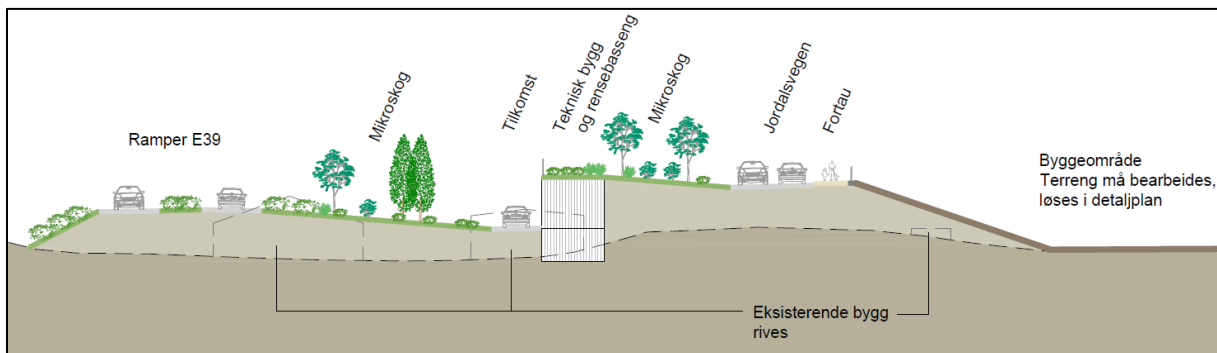 Ramper E39
Mikroskog
Tilkomst
Teknisk bygg
og rensebasseng
Mikroskog
Jordalsvegen
Fortau
Byggeområde
Terreng må bearbeides,
løses i detaljplan
Eksisterende bygg
rives